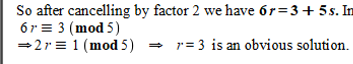 So after cancelling by factor 2 we have 6r=3+5s. In
6r ≡ 3 (mod 5)
⇒2r ≡ 1 (mod 5) ⇒ r=3 is an obvious solution.